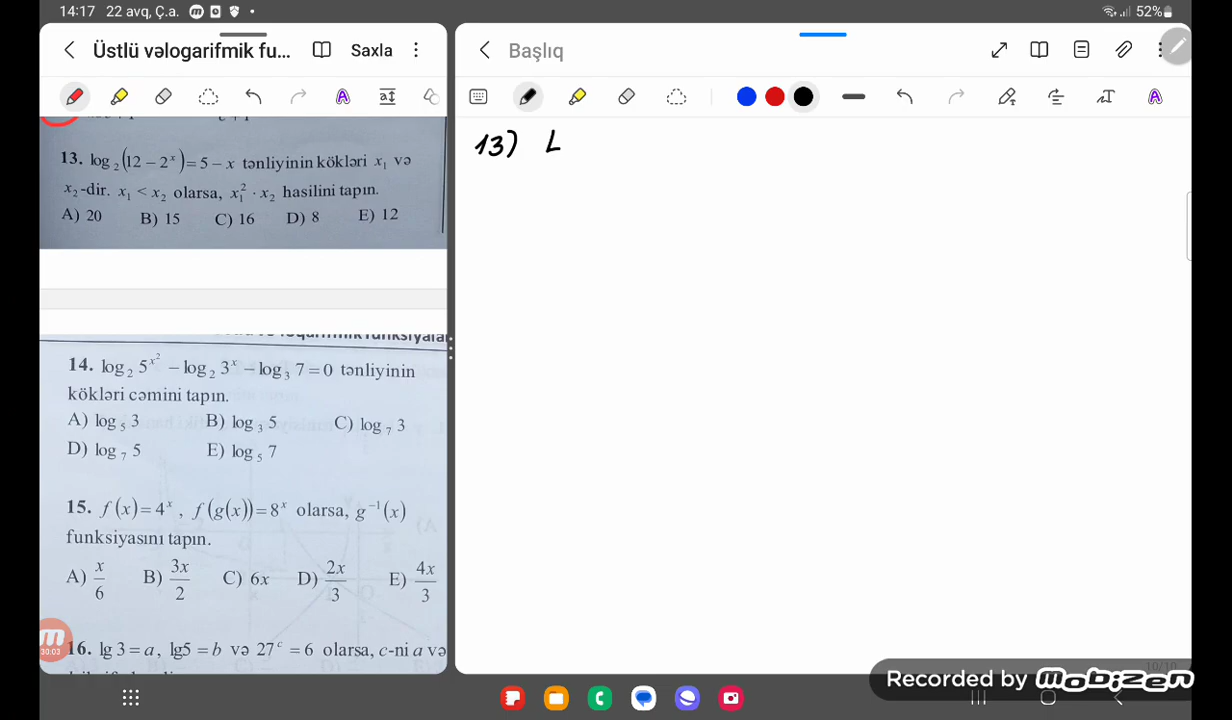 14:17 22 avq, Ç.a. 52%
Üstlü vəlogarifmik fu... Saxla
Başlıq
13. log₂(12 − 2ˣ) = 5 − x tənliyinin kökləri x₁ və
x₂-dir. x₁ < x₂ olarsa, x₁² · x₂ hasilini tapın.
A) 20 B) 15 C) 16 D) 8 E) 12
14. log₂ 5^(x²) − log₂ 3ˣ − log₃ 7 = 0 tənliyinin
kökləri cəmini tapın.
A) log₅ 3 B) log₃ 5 C) log₇ 3
D) log₇ 5 E) log₅ 7
15. f(x) = 4ˣ, f(g(x)) = 8ˣ olarsa, g⁻¹(x)
funksiyasını tapın.
A) x/6 B) 3x/2 C) 6x D) 2x/3 E) 4x/3
16. lg 3 = a, lg5 = b və 27ᶜ = 6 olarsa, c-ni a və
30:03
13) L
Recorded by mobizen